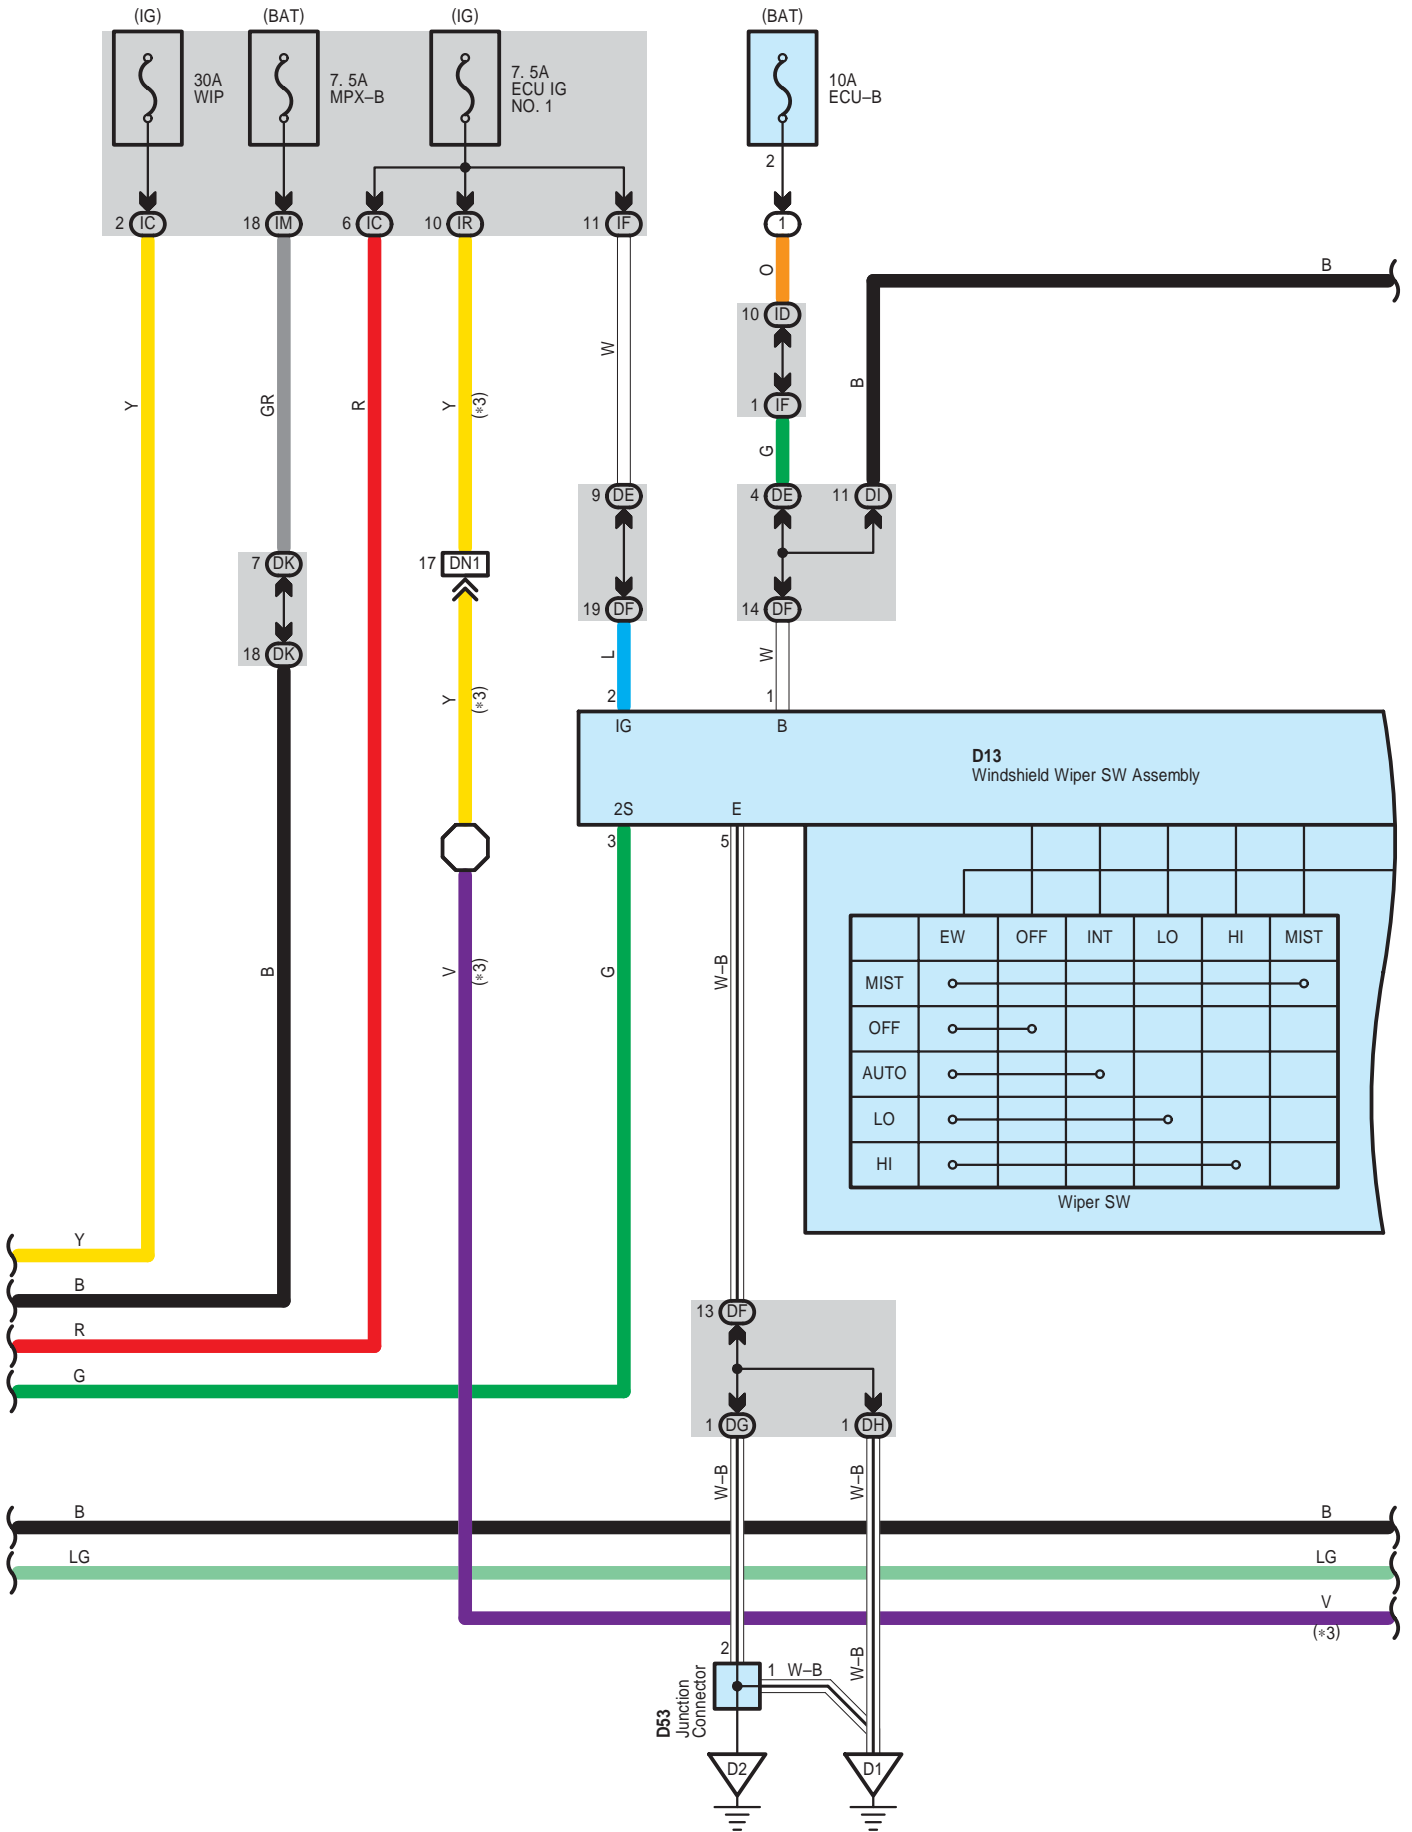 (IG) (BAT) (IG) (BAT)
30A
WIP
7. 5A
MPX–B
7. 5A
ECU IG
NO. 1
10A
ECU–B
2
2 IC 18 IM 6 IC 10 IR 11 IF 1
B
O
10 ID
W
B
Y GR R Y (*3)
1 IF
G
9 DE 4 DE 11 DI
7 DK 17 DN1
19 DF 14 DF
18 DK
L W
Y (*3)
2 1
IG B
D13
Windshield Wiper SW Assembly
2S E
3 5
EW OFF INT LO HI MIST
MIST
OFF
AUTO
LO
HI
Wiper SW
B V (*3) G W–B
Y
B
13 DF
R
G
1 DG 1 DH
W–B W–B
B B
LG LG
V
(*3)
2
1 W–B W–B
D53
Junction
Connector
D2 D1